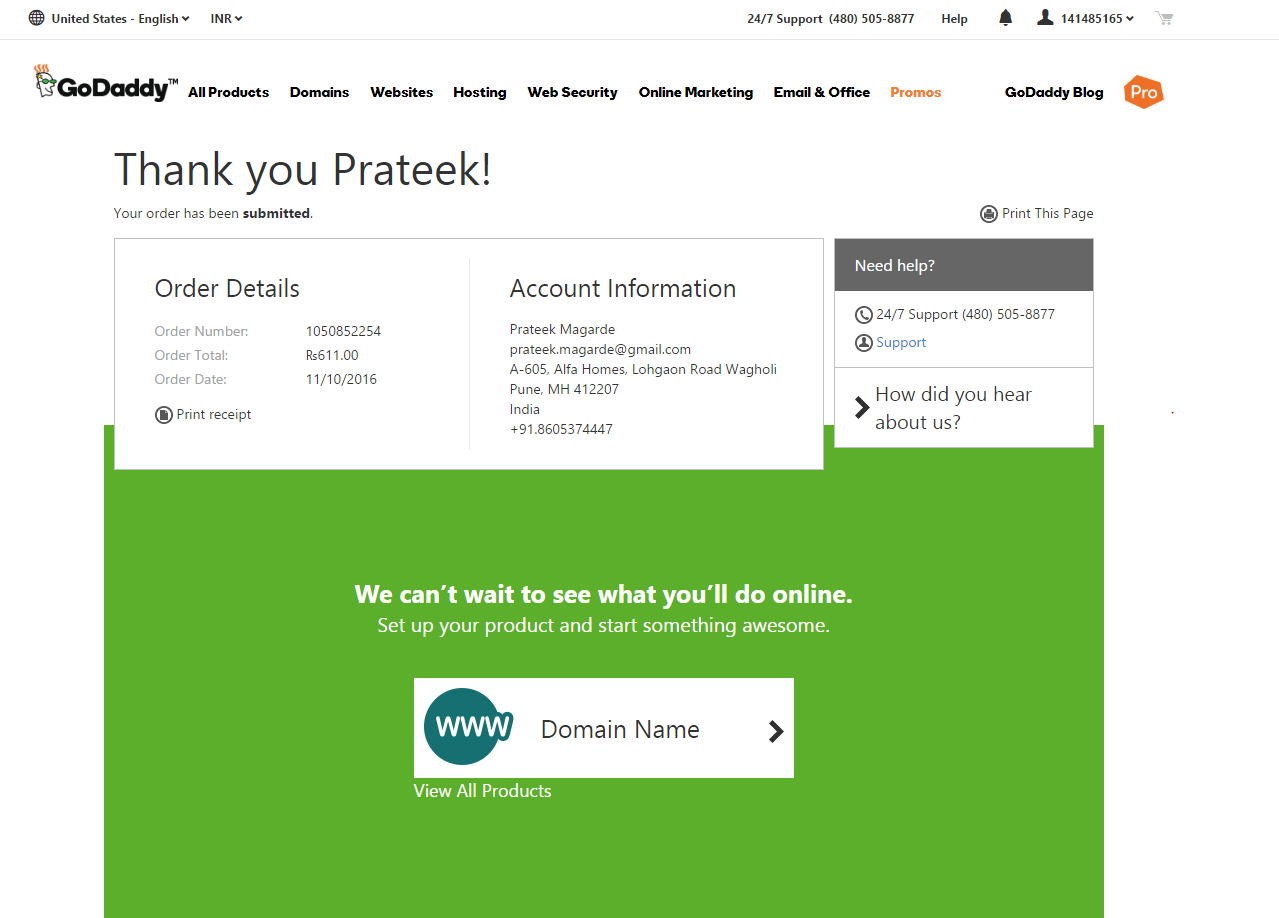 United States - English INR 24/7 Support (480) 505-8877 Help 141485165
GoDaddy™ All Products Domains Websites Hosting Web Security Online Marketing Email & Office Promos GoDaddy Blog Pro
Thank you Prateek!
Your order has been submitted.
Print This Page
Order Details
Order Number: 1050852254
Order Total: ₨611.00
Order Date: 11/10/2016
Print receipt
Account Information
Prateek Magarde
prateek.magarde@gmail.com
A-605, Alfa Homes, Lohgaon Road Wagholi
Pune, MH 412207
India
+91.8605374447
Need help?
24/7 Support (480) 505-8877
Support
How did you hear
about us?
We can’t wait to see what you’ll do online.
Set up your product and start something awesome.
www Domain Name
View All Products